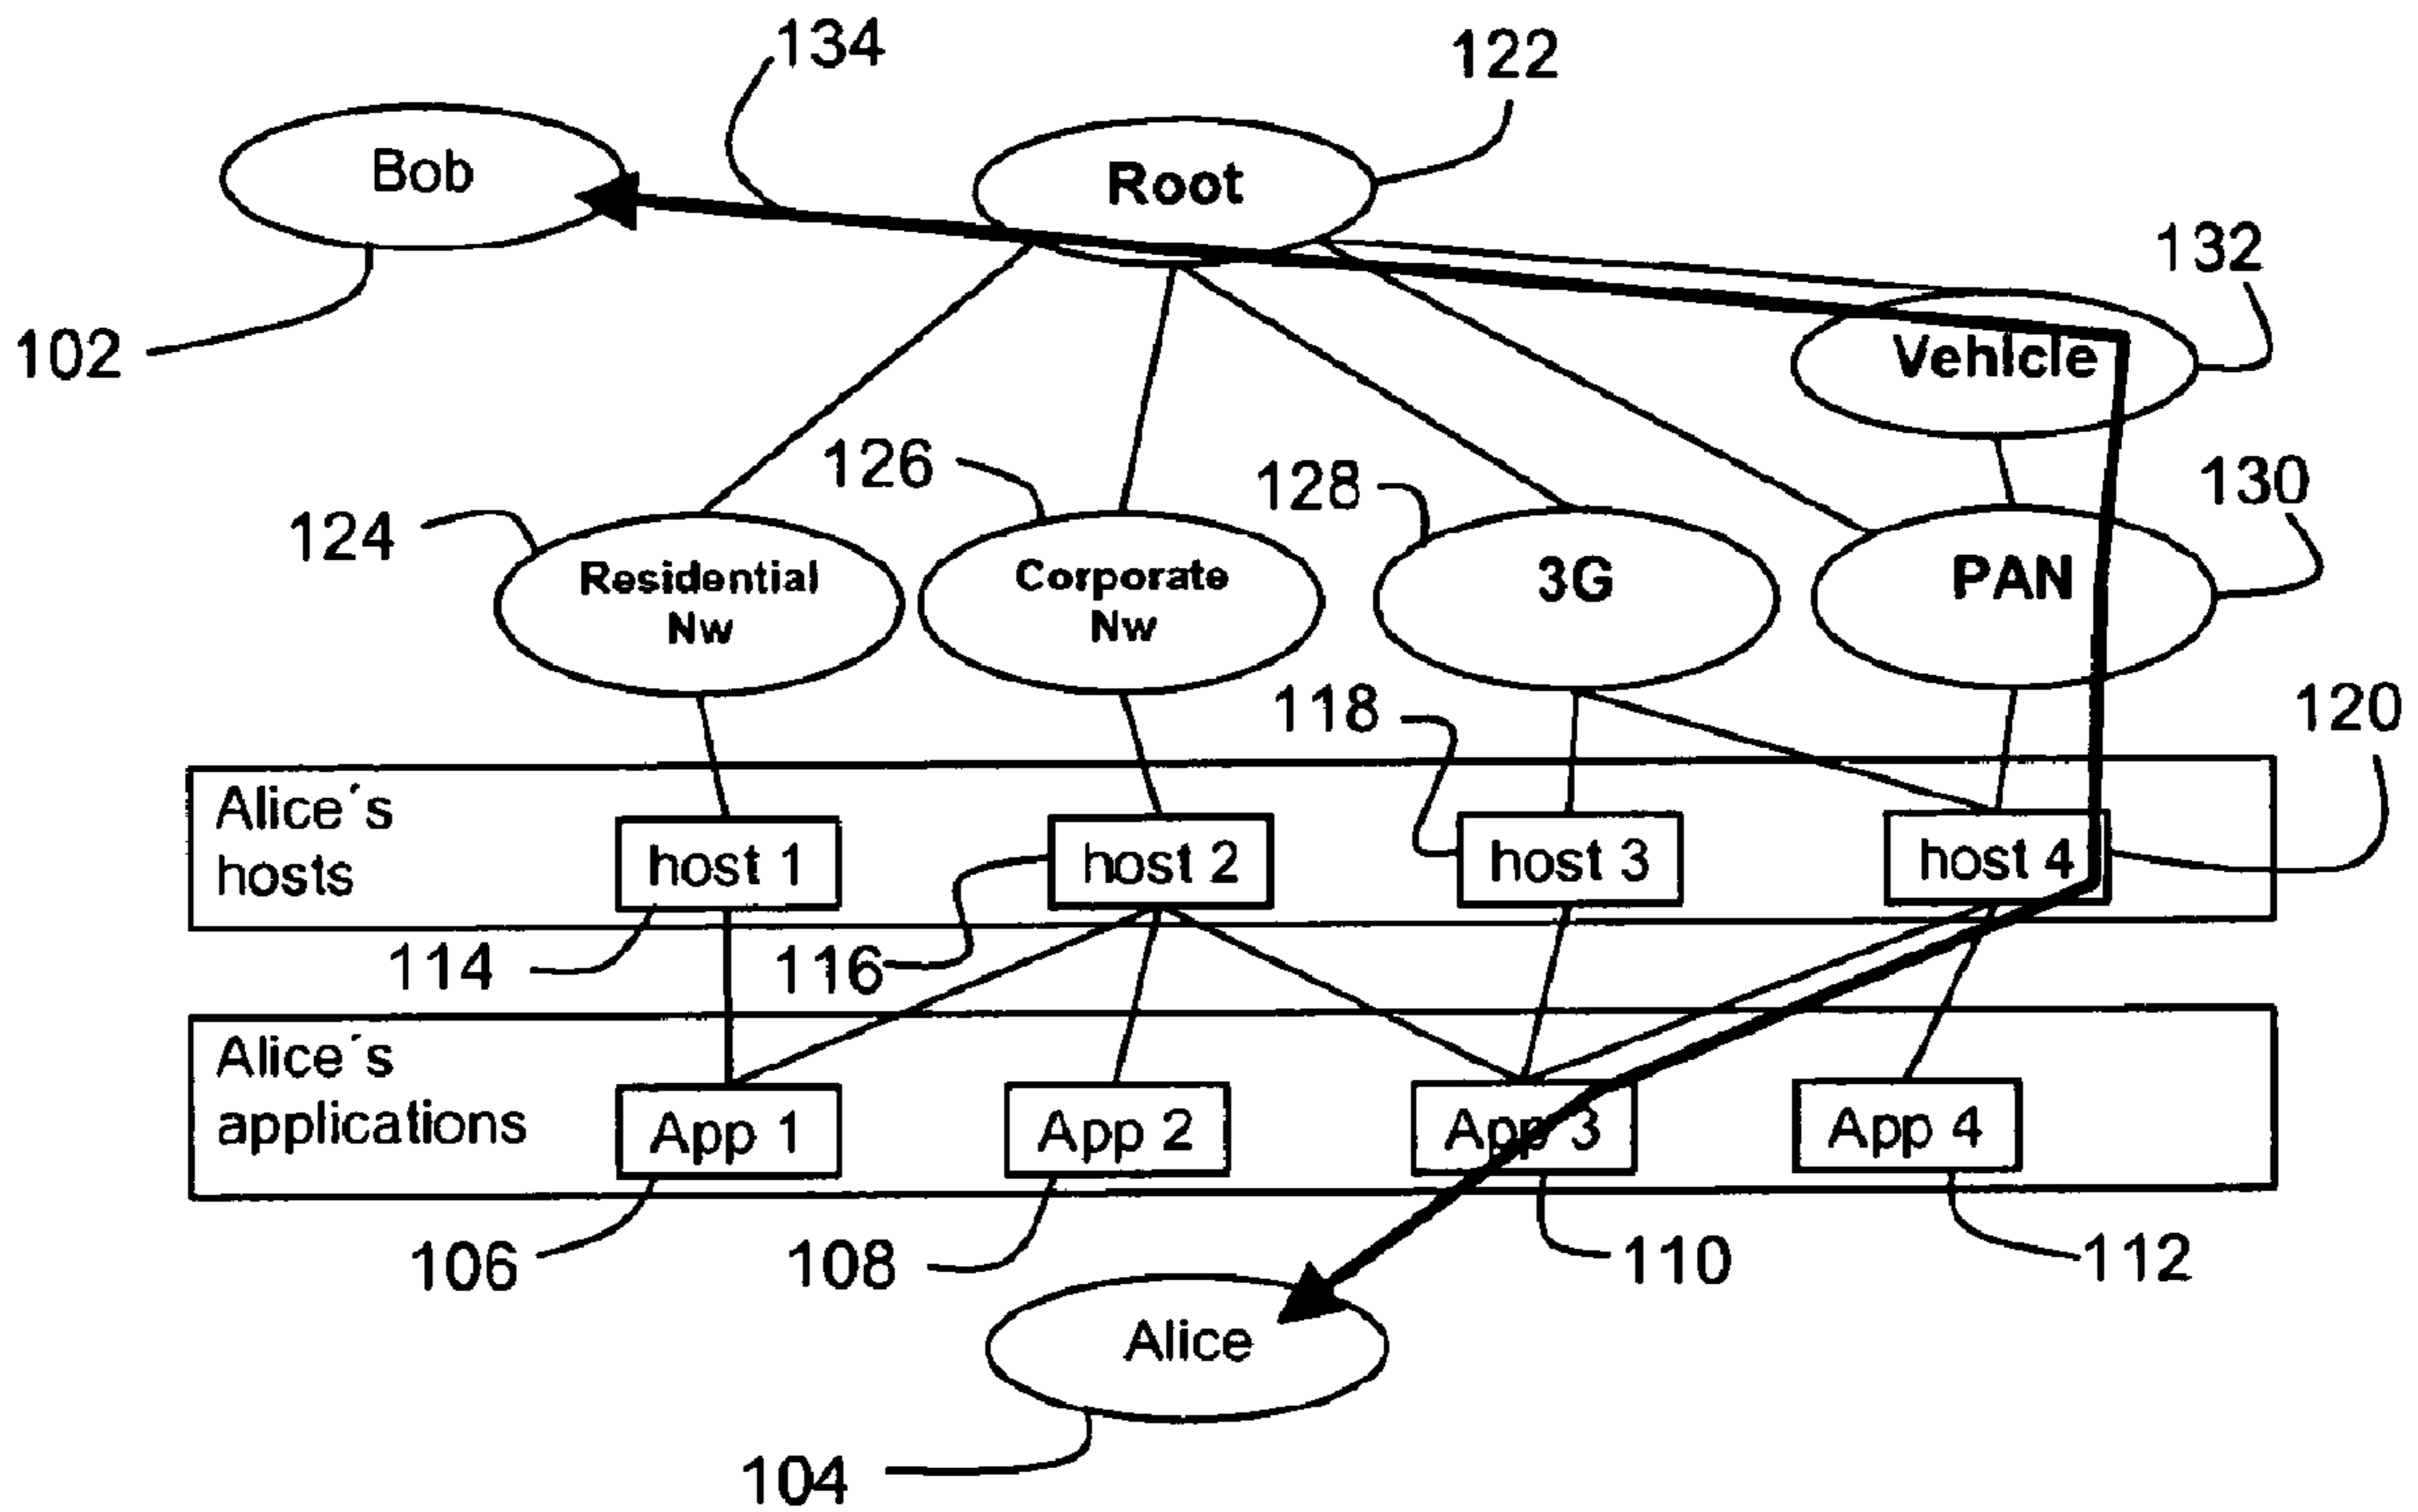 134
122
Bob
Root
132
102
Vehicle
126
128
130
124
Residential
Nw
Corporate
Nw
3G
PAN
118
120
Alice´s
hosts
host 1
host 2
host 3
host 4
114
116
Alice´s
applications
App 1
App 2
App 3
App 4
106
108
110
112
Alice
104